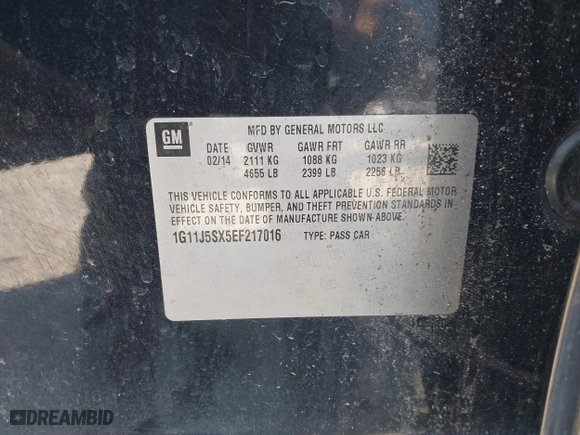 GM
MFD BY GENERAL MOTORS LLC
DATE GVWR GAWR FRT GAWR RR
02/14 2111 KG 1088 KG 1023 KG
4655 LB 2399 LB 2256 LB
THIS VEHICLE CONFORMS TO ALL APPLICABLE U.S. FEDERAL MOTOR
VEHICLE SAFETY, BUMPER, AND THEFT PREVENTION STANDARDS IN
EFFECT ON THE DATE OF MANUFACTURE SHOWN ABOVE.
1G11J5SX5EF217016 TYPE: PASS CAR
DREAMBID